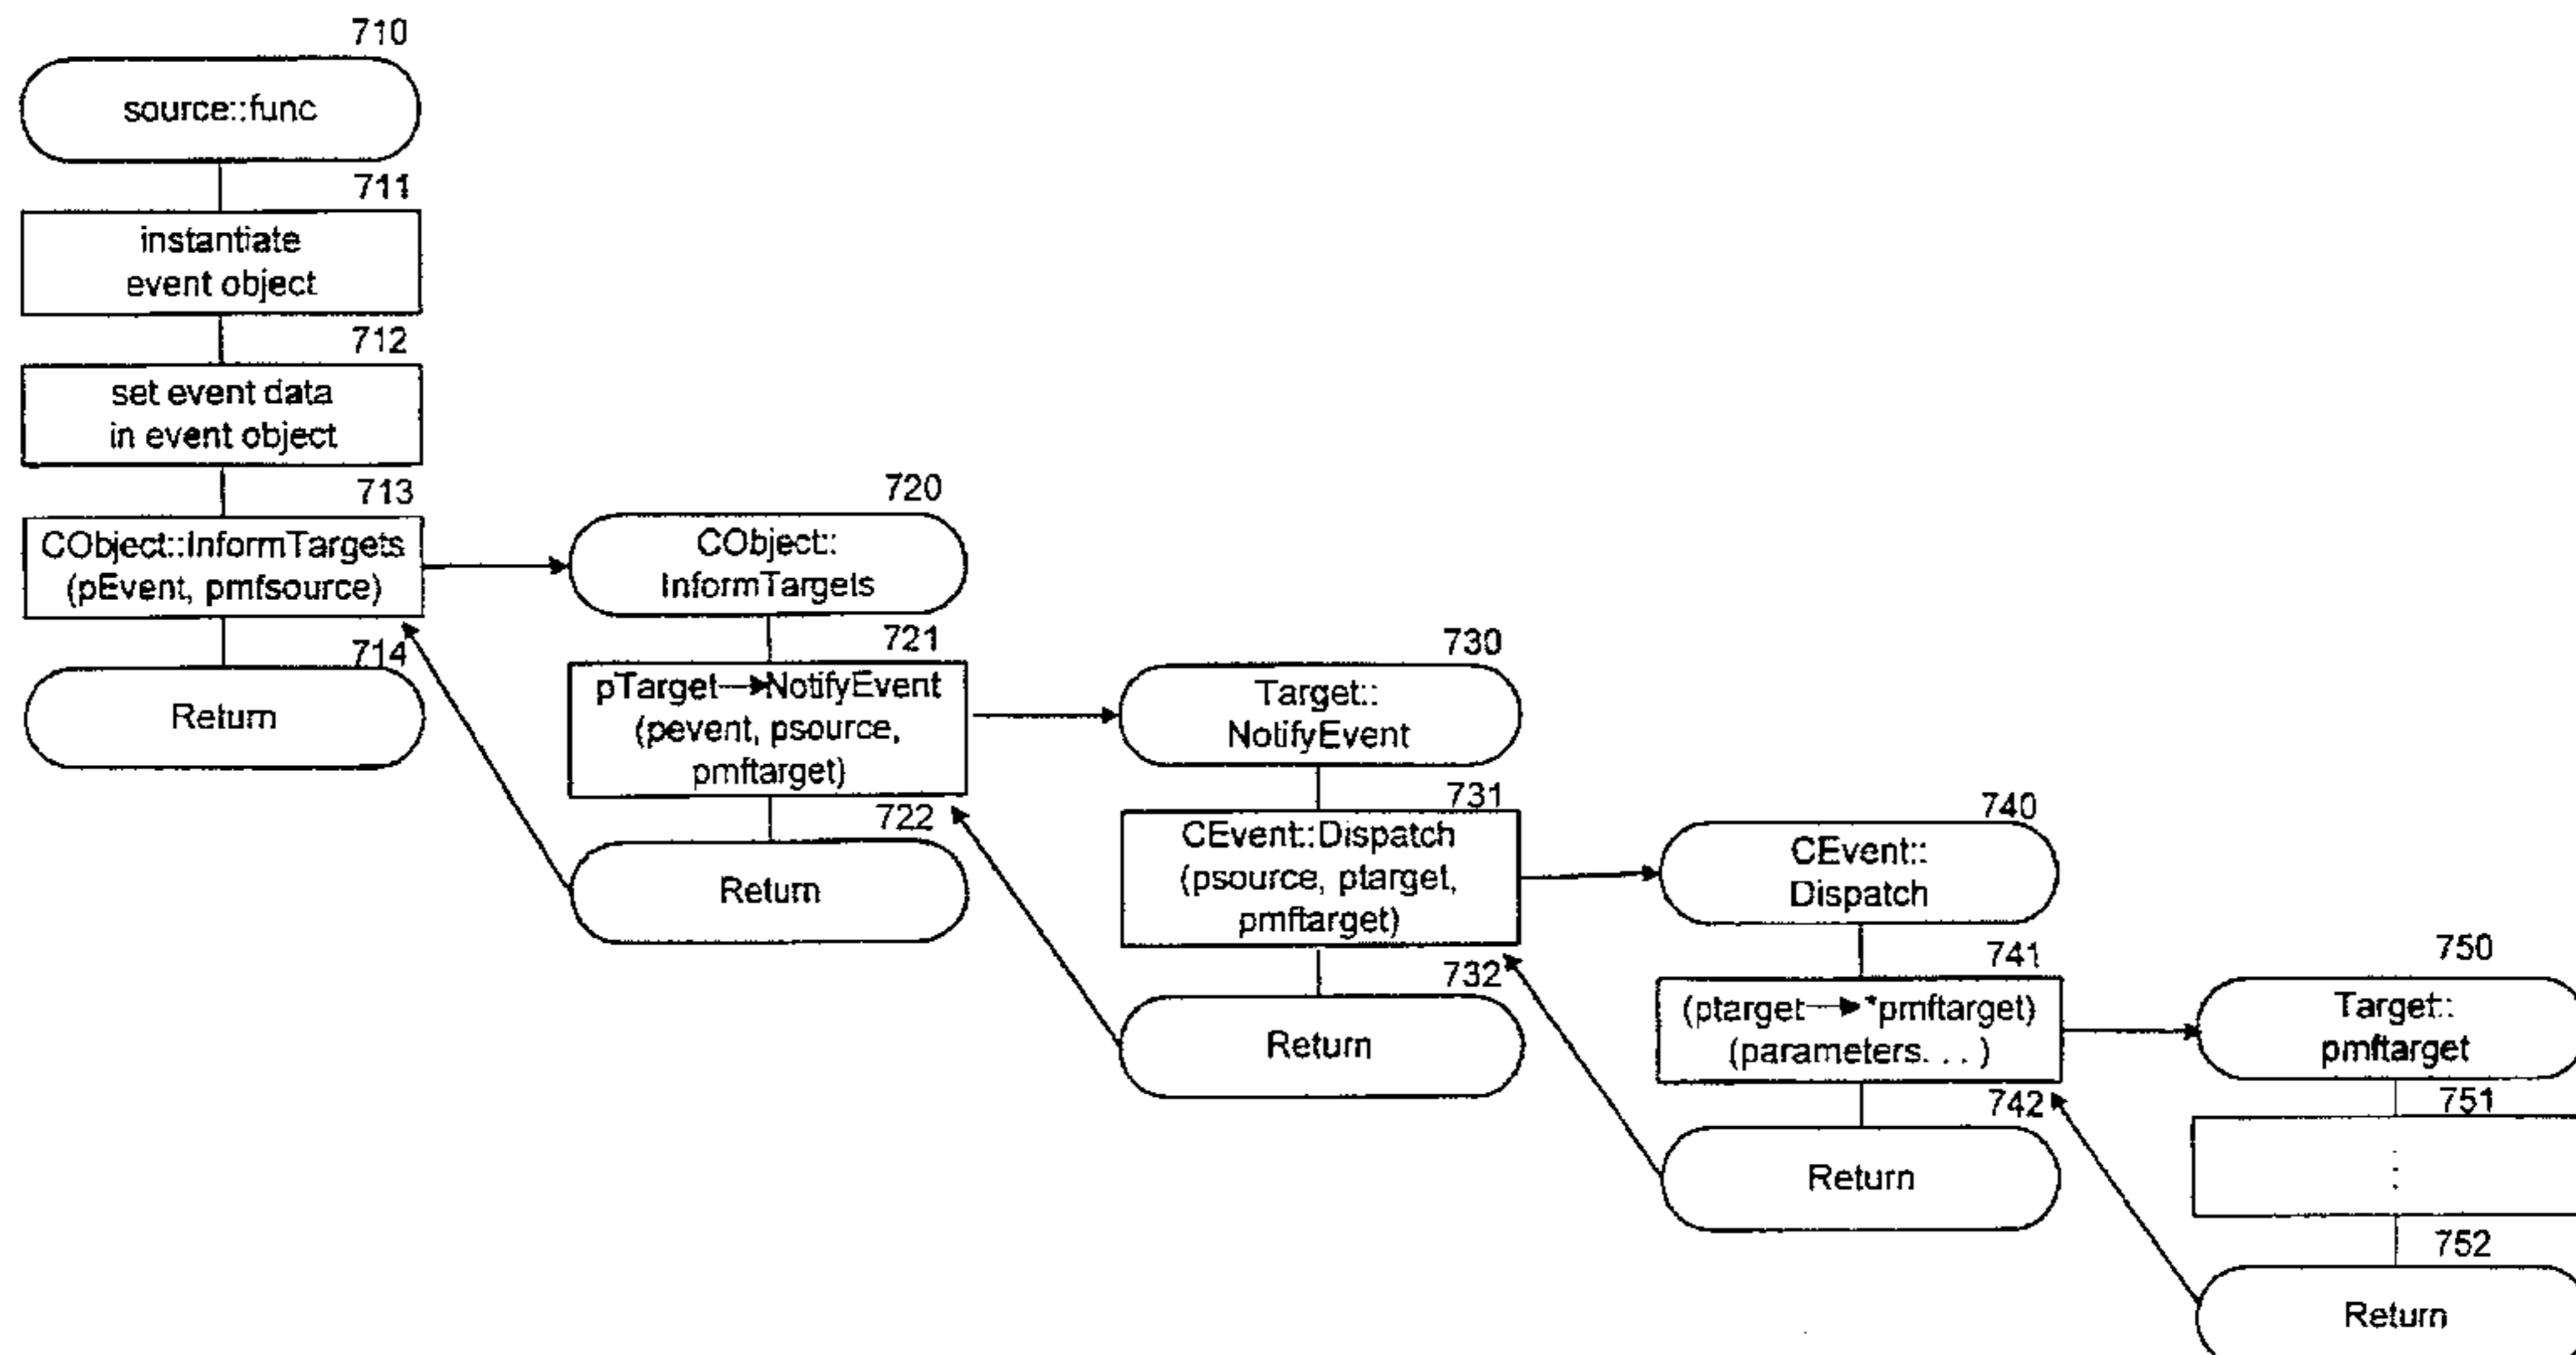 710
source::func
711
instantiate
event object
712
set event data
in event object
713
CObject::InformTargets
(pEvent, pmfsource)
714
Return
720
CObject::
InformTargets
721
pTarget→NotifyEvent
(pevent, psource,
pmftarget)
722
Return
730
Target::
NotifyEvent
731
CEvent::Dispatch
(psource, ptarget,
pmftarget)
732
Return
740
CEvent::
Dispatch
741
(ptarget→*pmftarget)
(parameters. . . )
742
Return
750
Target::
pmftarget
751
752
Return